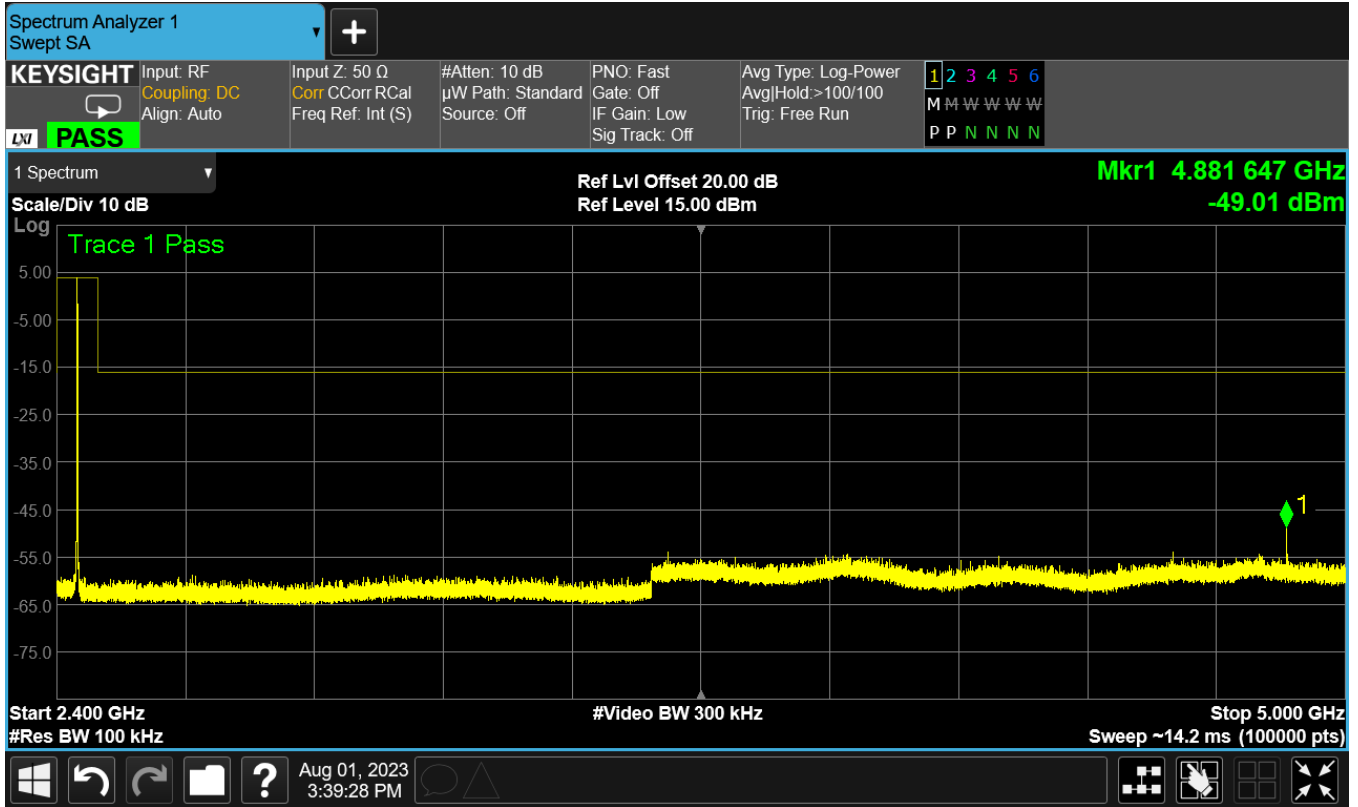 Spectrum Analyzer 1
Swept SA
+
KEYSIGHT
LXI PASS
Input: RF
Coupling: DC
Align: Auto
Input Z: 50 Ω
Corr CCorr RCal
Freq Ref: Int (S)
#Atten: 10 dB
µW Path: Standard
Source: Off
PNO: Fast
Gate: Off
IF Gain: Low
Sig Track: Off
Avg Type: Log-Power
Avg|Hold:>100/100
Trig: Free Run
1 2 3 4 5 6
M M W W W W
P P N N N N
1 Spectrum
Scale/Div 10 dB
Ref Lvl Offset 20.00 dB
Ref Level 15.00 dBm
Mkr1 4.881 647 GHz
-49.01 dBm
Log
Trace 1 Pass
5.00
-5.00
-15.0
-25.0
-35.0
-45.0
1
-55.0
-65.0
-75.0
Start 2.400 GHz
#Video BW 300 kHz
Stop 5.000 GHz
#Res BW 100 kHz
Sweep ~14.2 ms (100000 pts)
?
Aug 01, 2023
3:39:28 PM